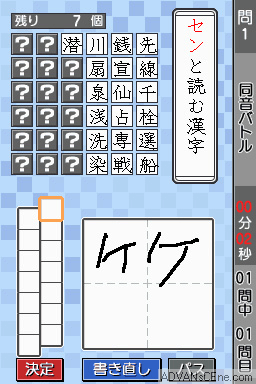 残り 7 個
? ? 潜 川 銭 先
? ? ? 扇 宣 線
? ? ? 泉 仙 千
? ? ? 浅 占 栓
? ? ? 洗 専 選
? ? ? 染 戦 船
センと読む漢字
問1
同音バトル
00分02秒
01問中 01問目
ケケ
決定
書き直し
パス
ADVANSCEne.com